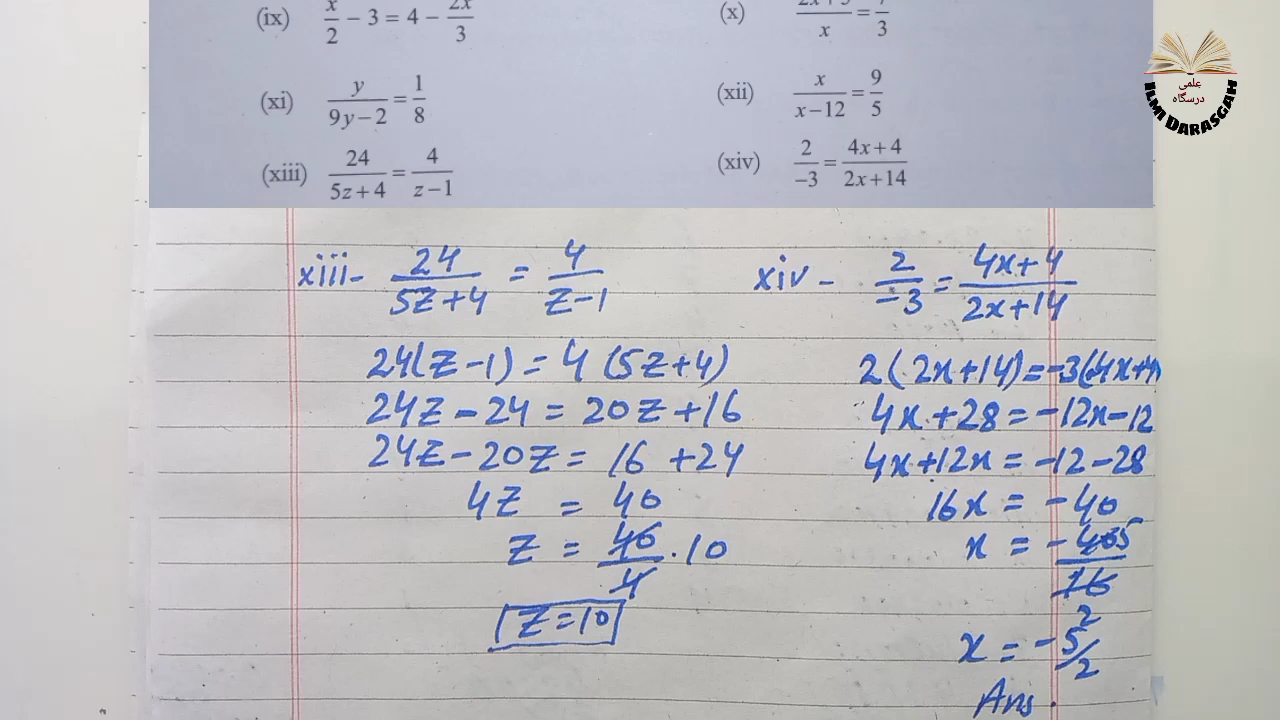 (ix) x/2 − 3 = 4 − 2x/3
(x) 2x+5/x = 7/3
(xi) y/9y−2 = 1/8
(xii) x/x−12 = 9/5
(xiii) 24/5z+4 = 4/z−1
(xiv) 2/−3 = 4x+4/2x+14
علمی
درسگاه
ILMI DARASGAH
xiii- 24/5Z+4 = 4/Z-1
24(Z-1) = 4 (5Z+4)
24Z - 24 = 20Z + 16
24Z - 20Z = 16 + 24
4Z = 40
Z = 40/4 · 10
Z = 10
xiv - 2/-3 = 4x+4/2x+14
2(2x+14) = -3(4x+4)
4x + 28 = -12x - 12
4x + 12x = -12 - 28
16x = -40
x = -40 5/16 2
x = -5/2
Ans.